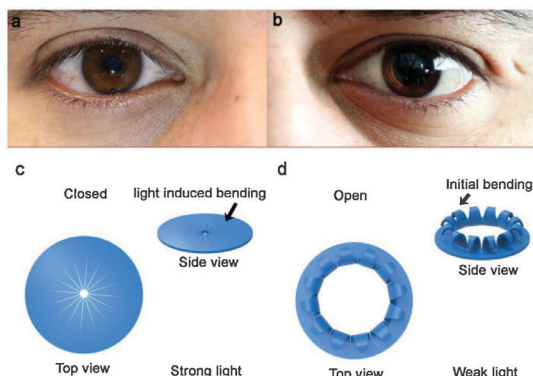 a
b
c
Closed
light induced bending
Side view
Top view
Strong light
d
Open
Initial bending
Side view
Top view
Weak light